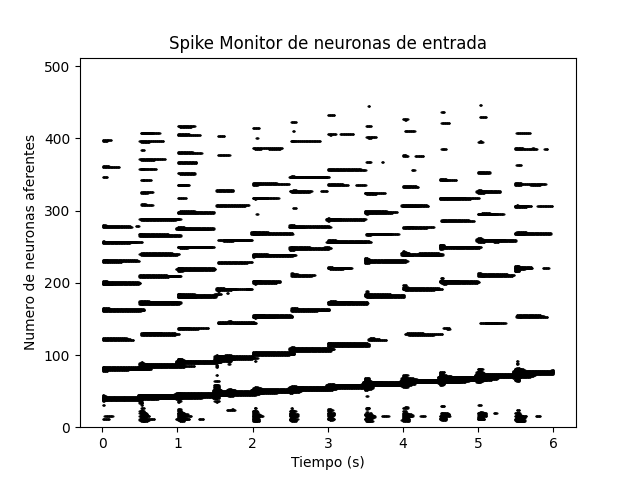 Spike Monitor de neuronas de entrada
500
400
300
200
100
0
Numero de neuronas aferentes
0 1 2 3 4 5 6
Tiempo (s)